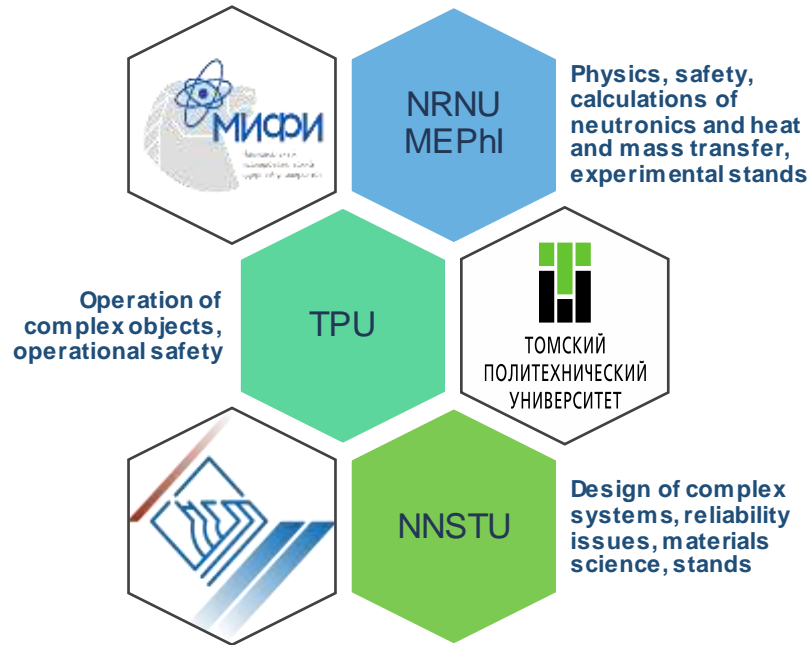 МИФИ
NRNU
MEPhI
Physics, safety,
calculations of
neutronics and heat
and mass transfer,
experimental stands
Operation of
complex objects,
operational safety
TPU
ТОМСКИЙ
ПОЛИТЕХНИЧЕСКИЙ
УНИВЕРСИТЕТ
NNSTU
Design of complex
systems, reliability
issues, materials
science, stands